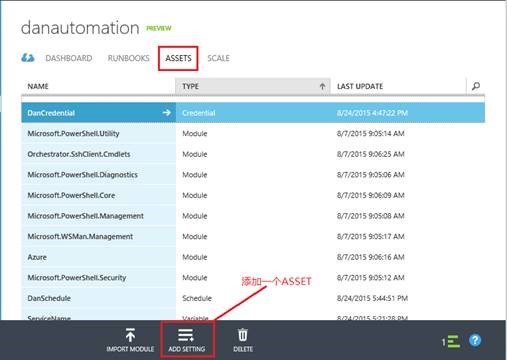 danautomation PREVIEW
DASHBOARD RUNBOOKS ASSETS SCALE
NAME TYPE LAST UPDATE
DanCredential Credential 8/24/2015 4:47:22 PM
Microsoft.PowerShell.Utility Module 8/7/2015 9:05:14 AM
Orchestrator.SshClient.Cmdlets Module 8/7/2015 9:06:25 AM
Microsoft.PowerShell.Diagnostics Module 8/7/2015 9:05:06 AM
Microsoft.PowerShell.Core Module 8/7/2015 9:06:09 AM
Microsoft.PowerShell.Management Module 8/7/2015 9:05:08 AM
Microsoft.WSMan.Management Module 8/7/2015 9:05:17 AM
Azure Module 8/7/2015 9:06:16 AM
Microsoft.PowerShell.Security Module 8/7/2015 9:05:12 AM
添加一个ASSET
DanSchedule Schedule 8/24/2015 5:44:51 PM
ServiceName Variable 8/24/2015 5:21:28 PM
IMPORT MODULE ADD SETTING DELETE
1 ?